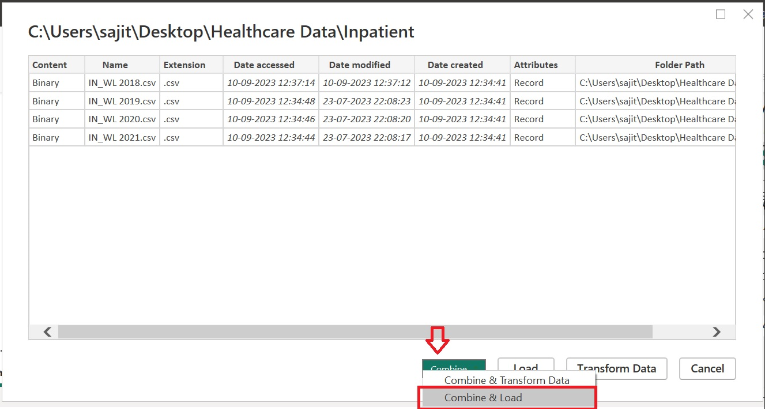 C:\Users\sajit\Desktop\Healthcare Data\Inpatient
Content Name Extension Date accessed Date modified Date created Attributes Folder Path
Binary IN_WL 2018.csv .csv 10-09-2023 12:37:14 10-09-2023 12:37:12 10-09-2023 12:34:41 Record C:\Users\sajit\Desktop\Healthcare Da
Binary IN_WL 2019.csv .csv 10-09-2023 12:34:48 23-07-2023 22:08:23 10-09-2023 12:34:41 Record C:\Users\sajit\Desktop\Healthcare Da
Binary IN_WL 2020.csv .csv 10-09-2023 12:34:46 23-07-2023 22:08:20 10-09-2023 12:34:41 Record C:\Users\sajit\Desktop\Healthcare Da
Binary IN_WL 2021.csv .csv 10-09-2023 12:34:44 23-07-2023 22:08:17 10-09-2023 12:34:41 Record C:\Users\sajit\Desktop\Healthcare Da
Combine Load Transform Data Cancel
Combine & Transform Data
Combine & Load